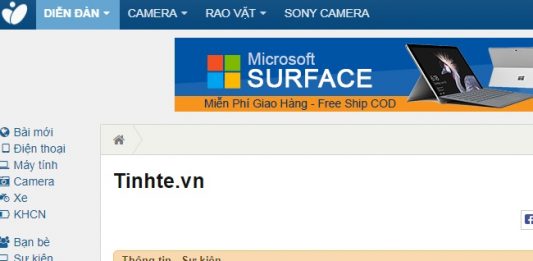 DIỄN ĐÀN CAMERA RAO VẶT SONY CAMERA
Microsoft
SURFACE
Miễn Phí Giao Hàng - Free Ship COD
Bài mới
Điện thoại
Máy tính
Camera
Xe
KHCN
Bạn bè
Sự kiện
Tinhte.vn
Thông tin - Sự kiện